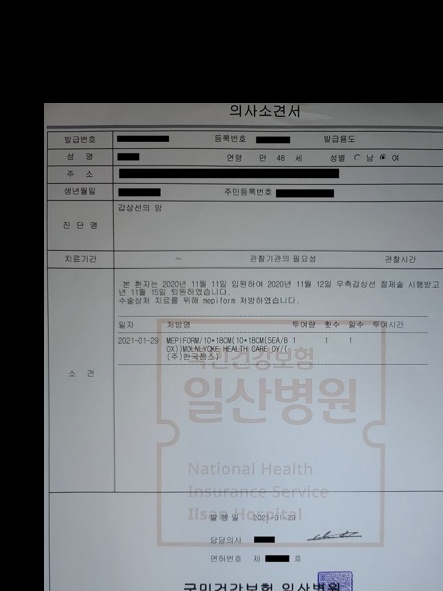 의사소견서
발급번호 등록번호 발급용도
성 명 연령 만 48 세 성별 남 여
주 소
생년월일 주민등록번호
진 단 명 갑상선의 암
치료기간 - 관찰기관의 필요성 관찰시간
본 환자는 2020년 11월 11일 입원하여 2020년 11월 12일 우측갑상선 절제술 시행받고
년 11월 15일 퇴원하였습니다.
수술상처 치료를 위해 mepiform 처방하였습니다.
일자 처방명 투여량 횟수 일수 투여시간
2021-01-29 MEPIFORM/10*18CM(10*18CM(5EA/B 1 1 1
OX))MOLNLYCKE HEALTH CARE OY/(
(주)한국젬스)
소 견
국민건강보험
일산병원
National Health
Insurance Service
Ilsan Hospital
발 행 일 2021-01-29
담당의사
면허번호 제 호
국민건강보험 일산병원